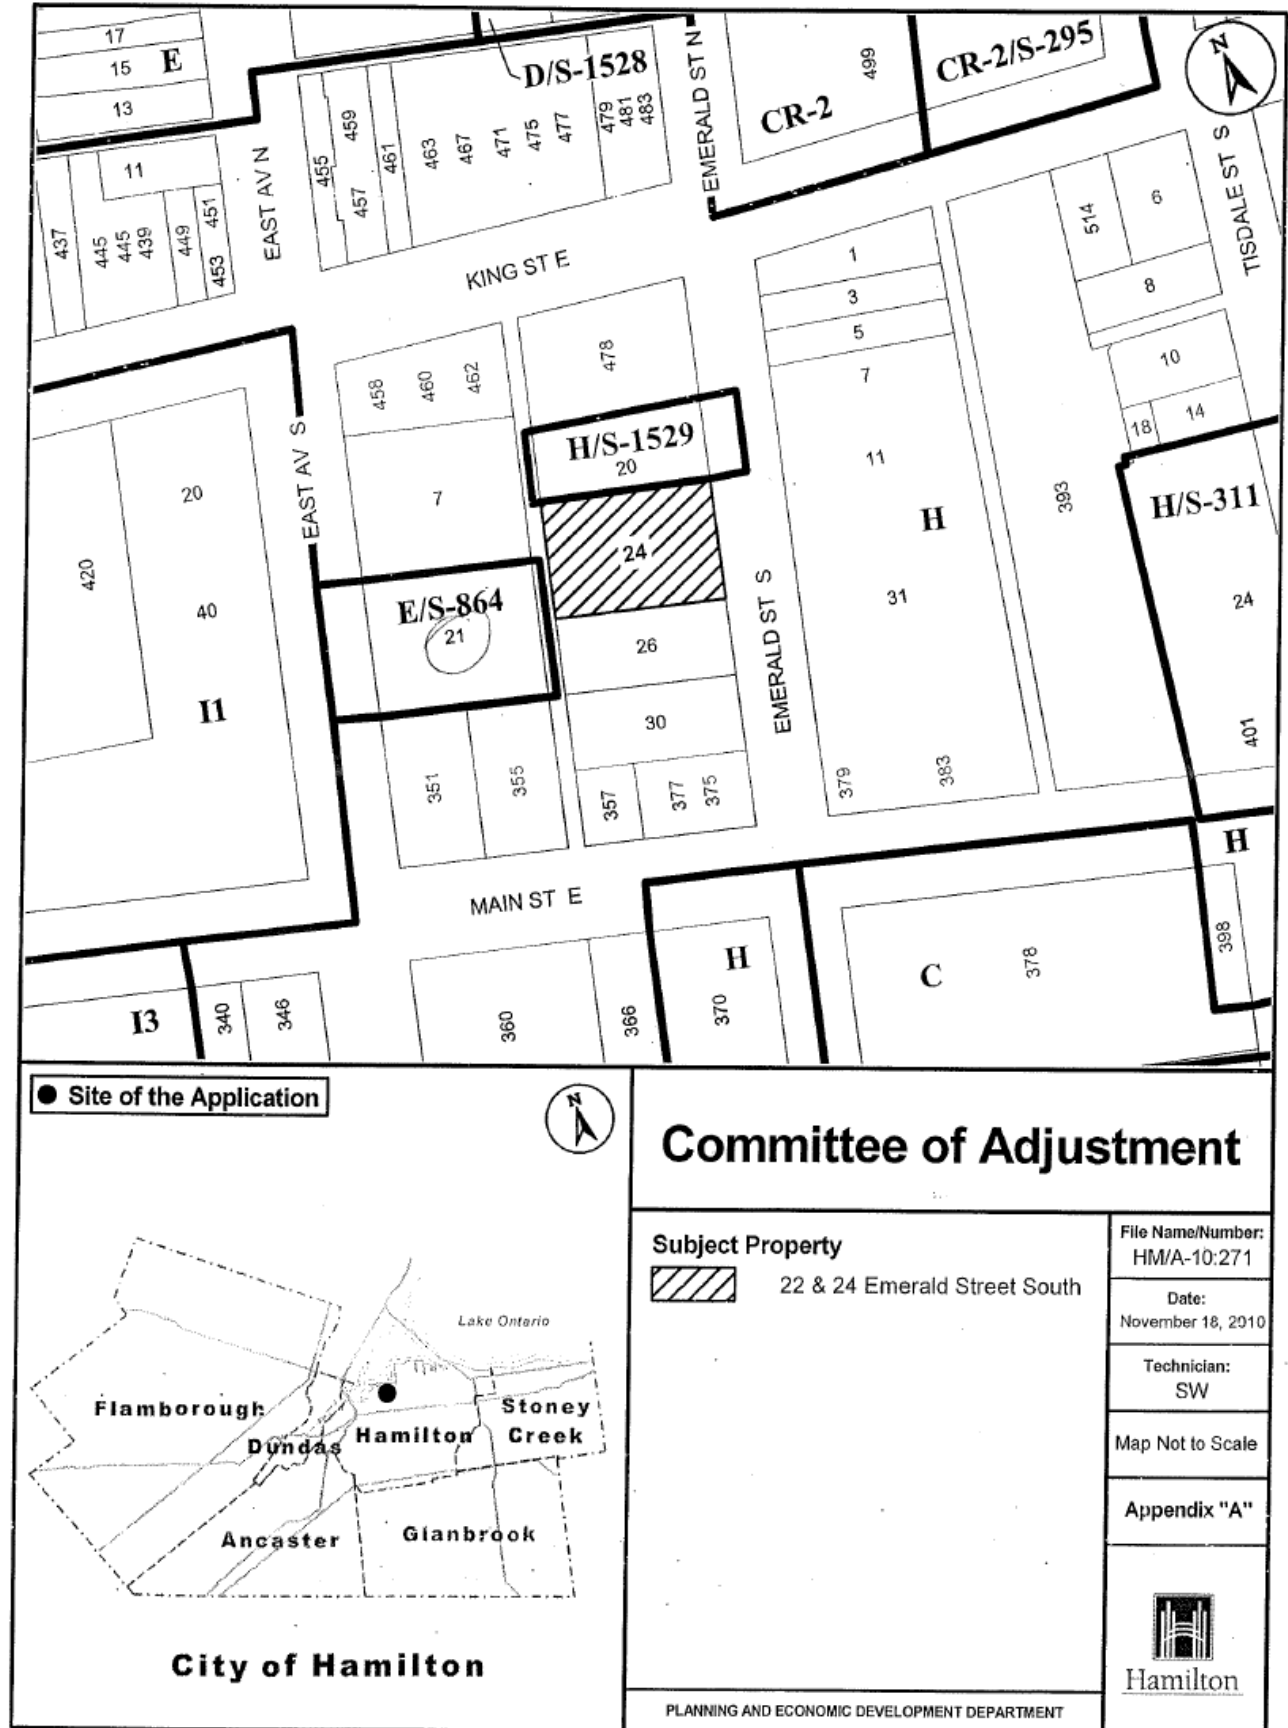 17
15
E
13
11
437
445
445
439
449
451
453
EAST AV N
455
459
457
461
463
467
471
475
477
479
481
483
D/S-1528
EMERALD ST N
499
CR-2
CR-2/S-295
N
TISDALE ST S
KING ST E
1
3
5
7
514
6
8
10
14
18
458
460
462
478
H/S-1529
20
24
7
E/S-864
21
EAST AV S
20
40
420
I1
26
30
EMERALD ST S
11
H
31
393
H/S-311
24
401
351
355
357
377
375
379
383
MAIN ST E
H
I3
340
346
360
366
H
370
C
378
398
Site of the Application
N
Lake Ontario
Flamborough
Dundas
Hamilton
Stoney
Creek
Ancaster
Glanbrook
City of Hamilton
Committee of Adjustment
Subject Property
22 & 24 Emerald Street South
File Name/Number:
HM/A-10:271
Date:
November 18, 2010
Technician:
SW
Map Not to Scale
Appendix "A"
Hamilton
PLANNING AND ECONOMIC DEVELOPMENT DEPARTMENT